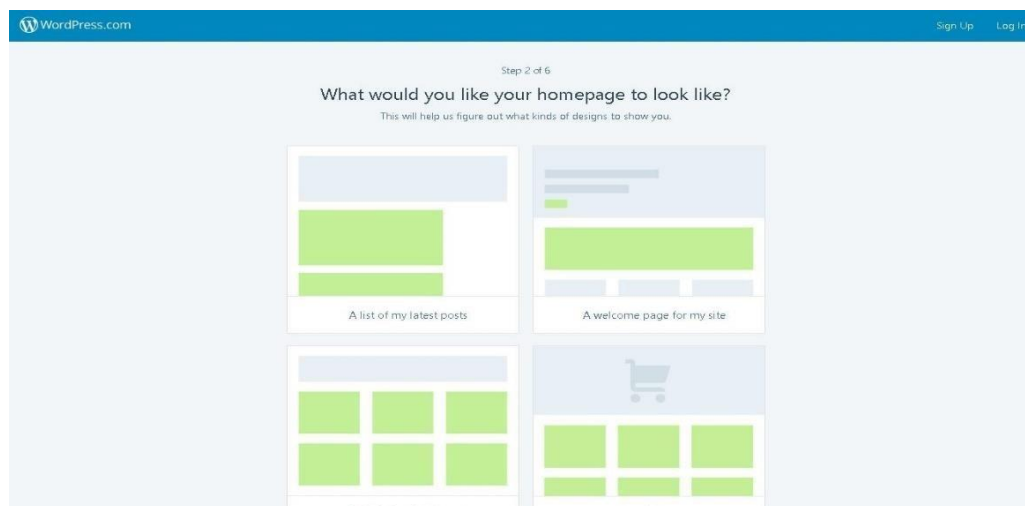 WordPress.com
Sign Up
Log In
Step 2 of 6
What would you like your homepage to look like?
This will help us figure out what kinds of designs to show you.
A list of my latest posts
A welcome page for my site